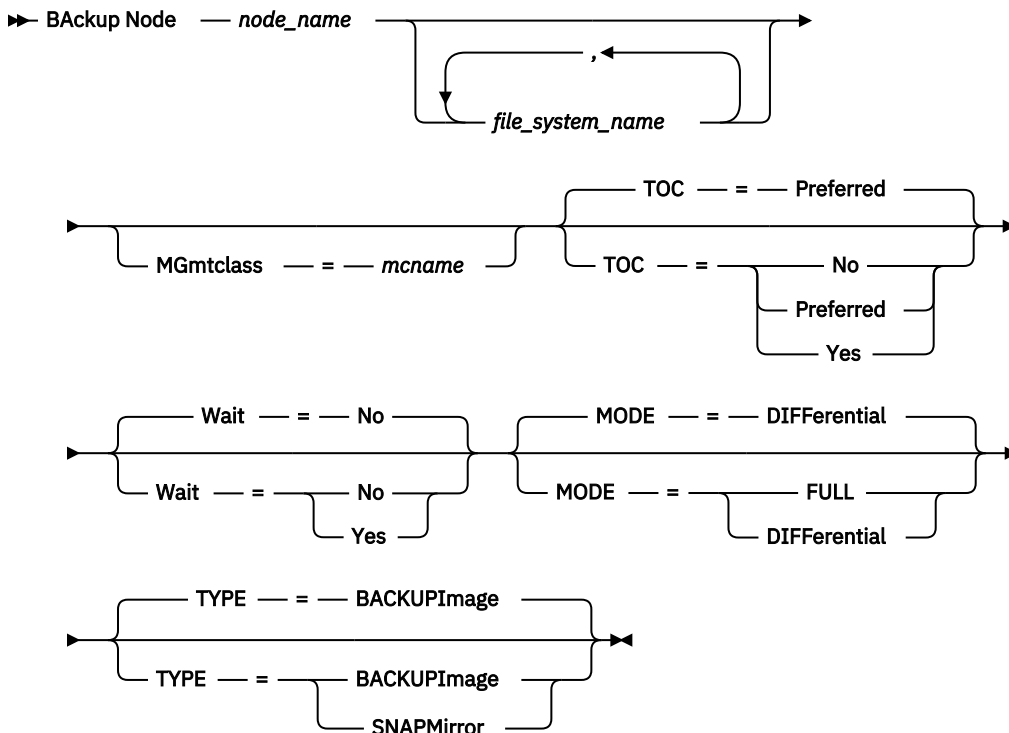 BAckup Node node_name
,
file_system_name
TOC = Preferred
MGmtclass = mcname TOC = No
Preferred
Yes
Wait = No MODE = DIFFerential
Wait = No MODE = FULL
Yes DIFFerential
TYPE = BACKUPImage
TYPE = BACKUPImage
SNAPMirror